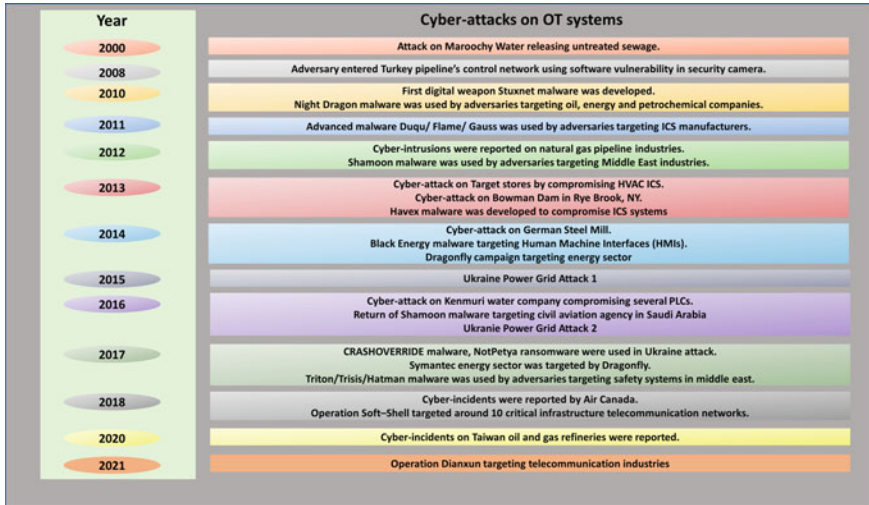 Year
Cyber-attacks on OT systems
2000
Attack on Maroochy Water releasing untreated sewage.
2008
Adversary entered Turkey pipeline's control network using software vulnerability in security camera.
2010
First digital weapon Stuxnet malware was developed.
Night Dragon malware was used by adversaries targeting oil, energy and petrochemical companies.
2011
Advanced malware Duqu/ Flame/ Gauss was used by adversaries targeting ICS manufacturers.
2012
Cyber-intrusions were reported on natural gas pipeline industries.
Shamoon malware was used by adversaries targeting Middle East industries.
2013
Cyber-attack on Target stores by compromising HVAC ICS.
Cyber-attack on Bowman Dam in Rye Brook, NY.
Havex malware was developed to compromise ICS systems
2014
Cyber-attack on German Steel Mill.
Black Energy malware targeting Human Machine Interfaces (HMIs).
Dragonfly campaign targeting energy sector
2015
Ukraine Power Grid Attack 1
2016
Cyber-attack on Kenmuri water company compromising several PLCs.
Return of Shamoon malware targeting civil aviation agency in Saudi Arabia
Ukranie Power Grid Attack 2
2017
CRASHOVERRIDE malware, NotPetya ransomware were used in Ukraine attack.
Symantec energy sector was targeted by Dragonfly.
Triton/Trisis/Hatman malware was used by adversaries targeting safety systems in middle east.
2018
Cyber-incidents were reported by Air Canada.
Operation Soft–Shell targeted around 10 critical infrastructure telecommunication networks.
2020
Cyber-incidents on Taiwan oil and gas refineries were reported.
2021
Operation Dianxun targeting telecommunication industries